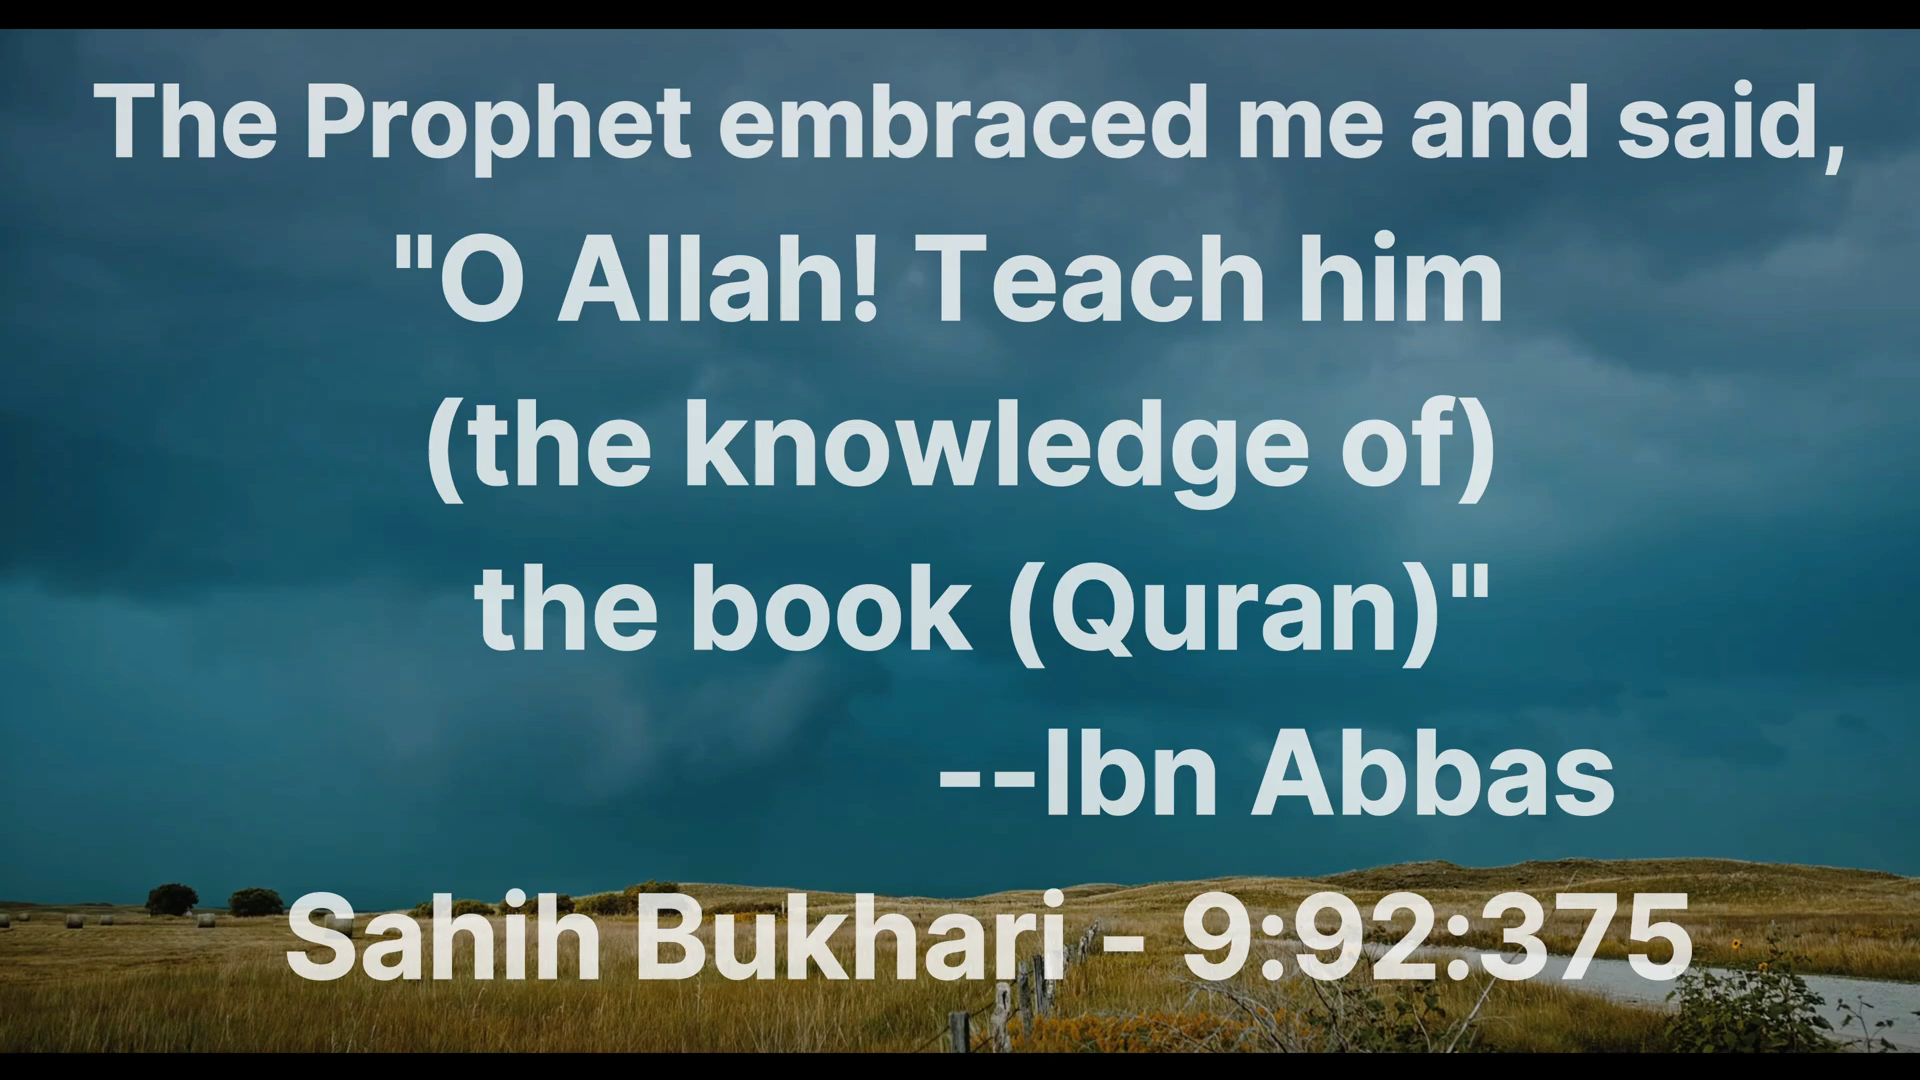 The Prophet embraced me and said,
"O Allah! Teach him
(the knowledge of)
the book (Quran)"
--Ibn Abbas
Sahih Bukhari - 9:92:375